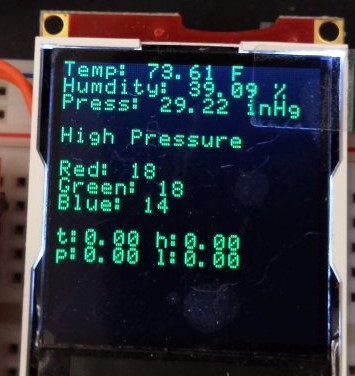 Temp: 73.61 F
Humdity: 39.09 %
Press: 29.22 inHg
High Pressure
Red: 18
Green: 18
Blue: 14
t:0.00 h:0.00
p:0.00 l:0.00